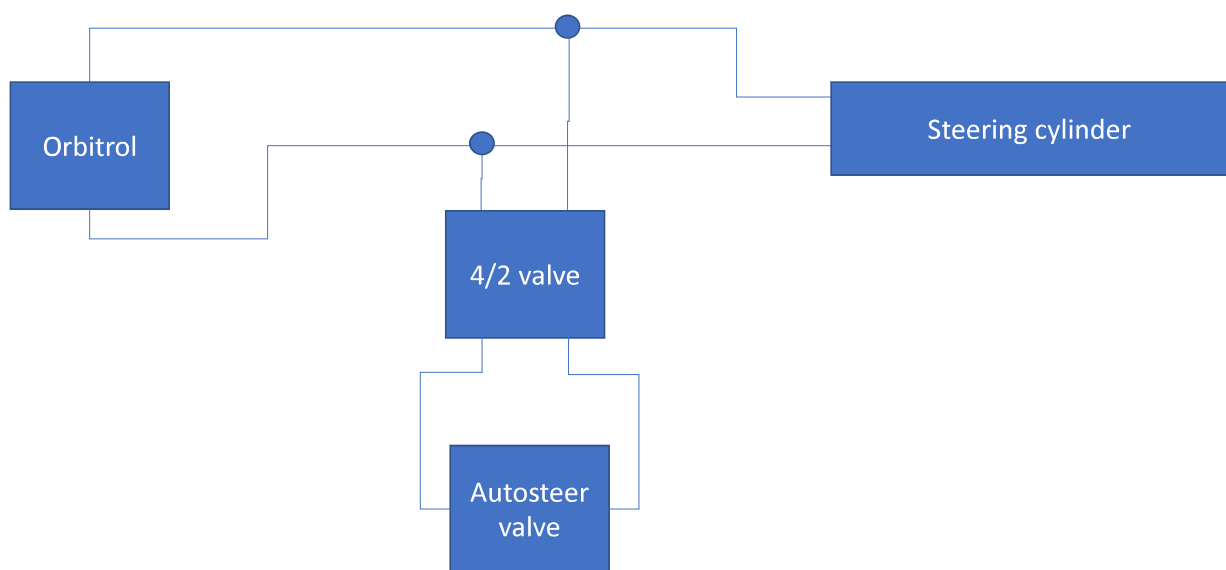 Orbitrol
Steering cylinder
4/2 valve
Autosteer
valve